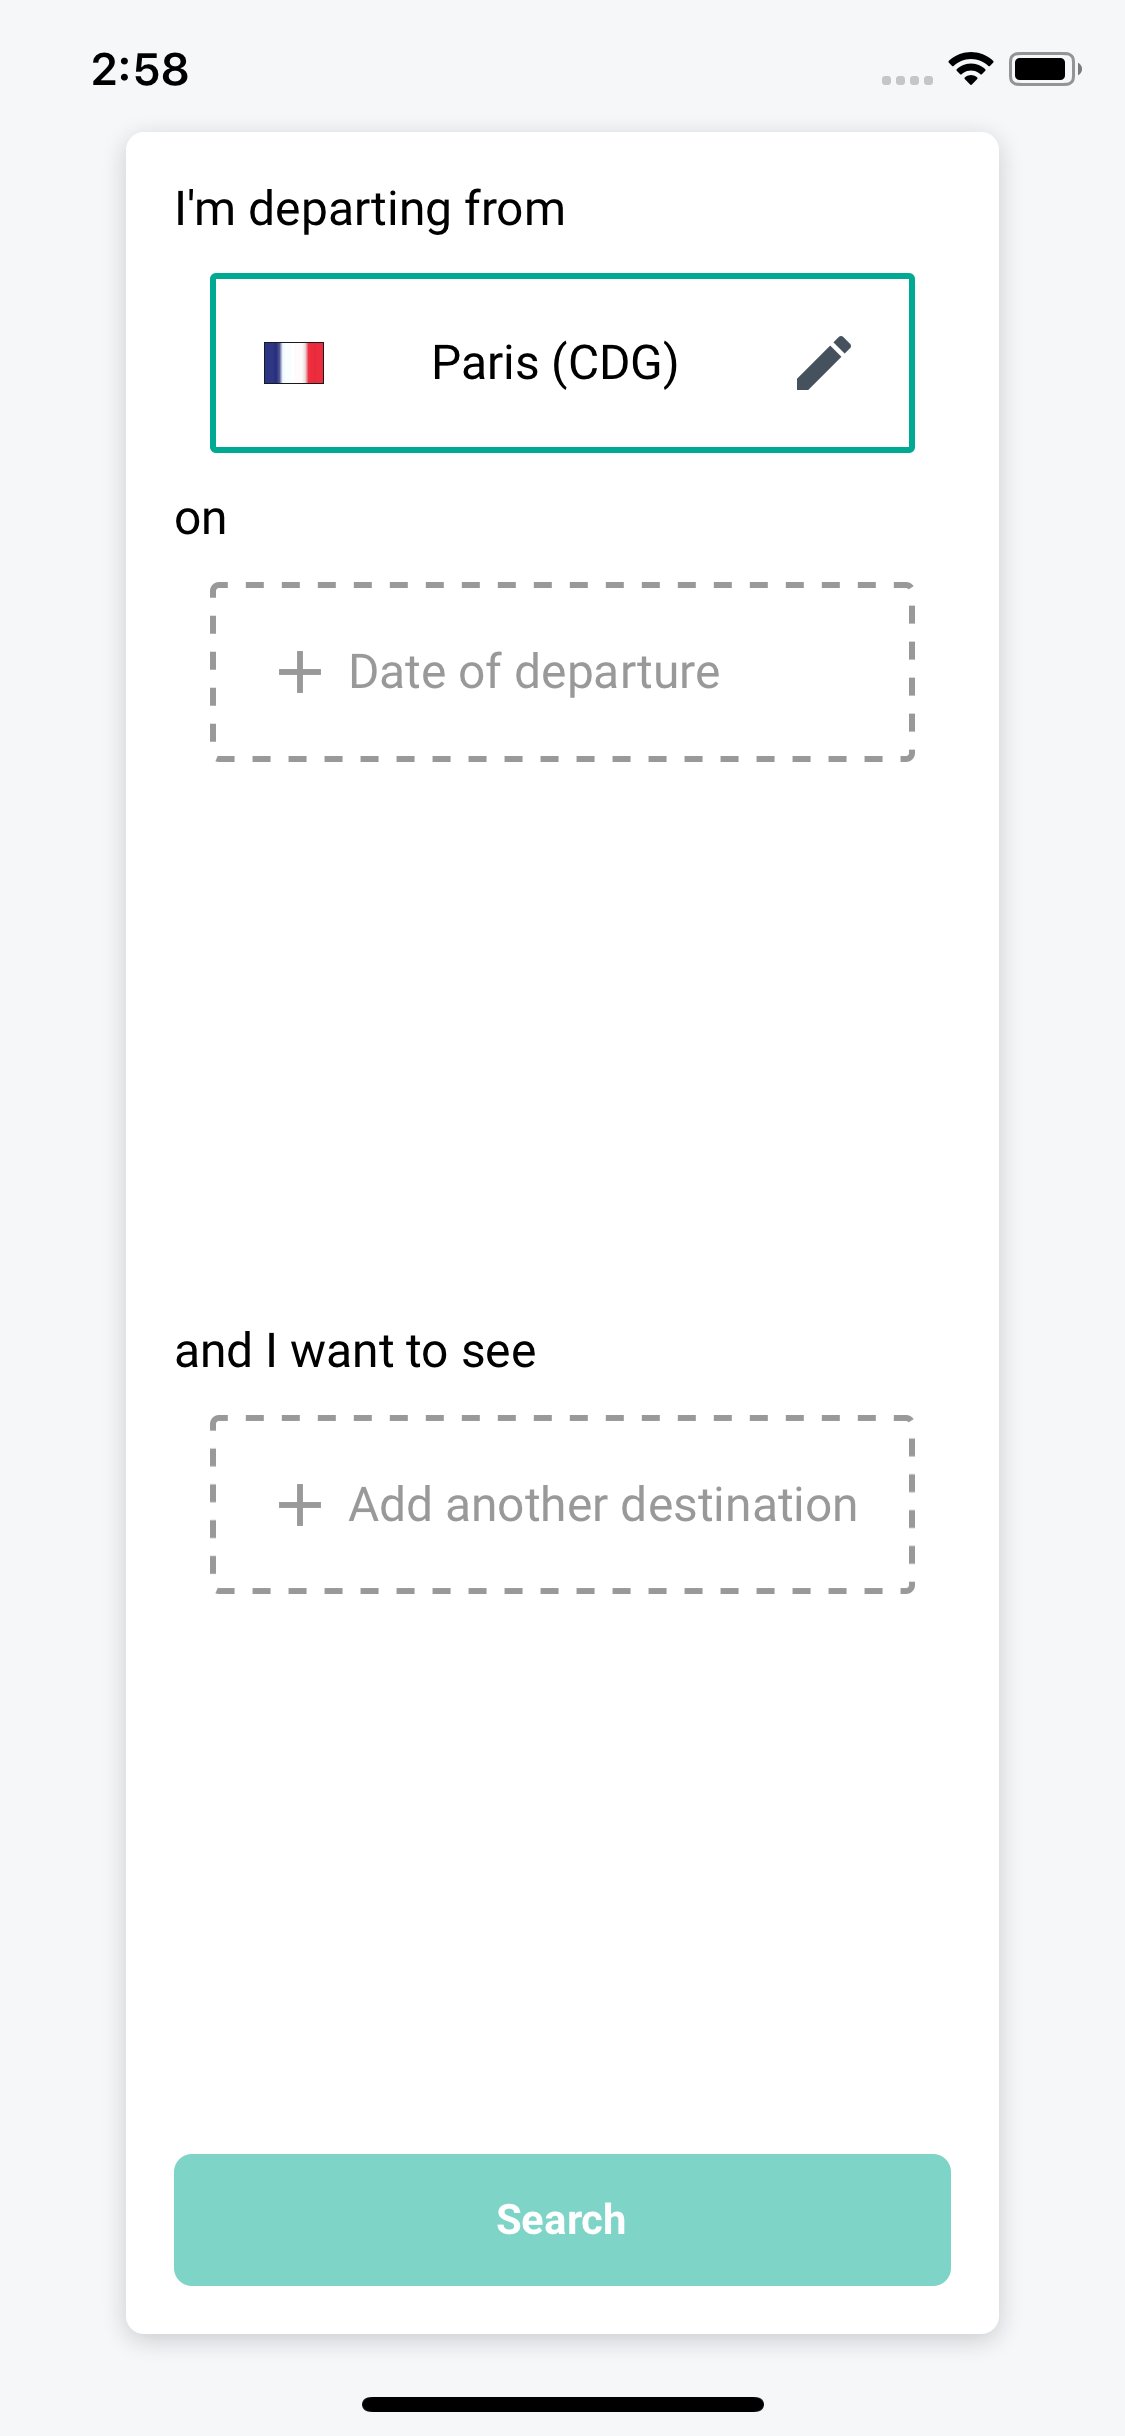 2:58
I'm departing from
Paris (CDG)
on
Date of departure
and I want to see
Add another destination
Search